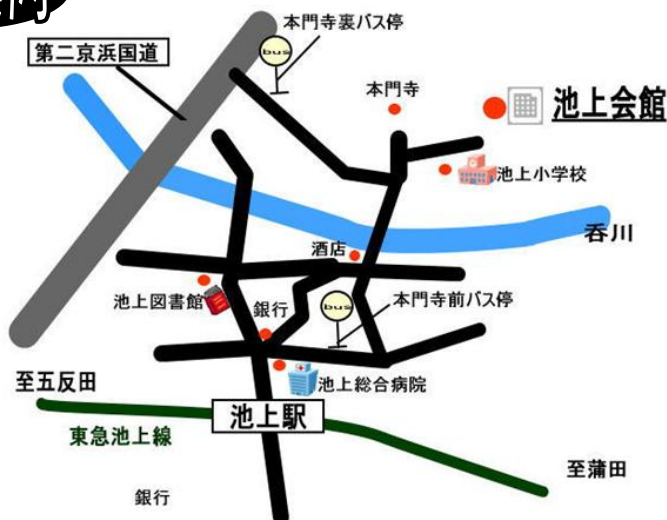 本門寺裏バス停
第二京浜国道
bus
本門寺
池上会館
池上小学校
呑川
酒店
池上図書館
銀行
bus
本門寺前バス停
池上総合病院
至五反田
池上駅
東急池上線
至蒲田
銀行